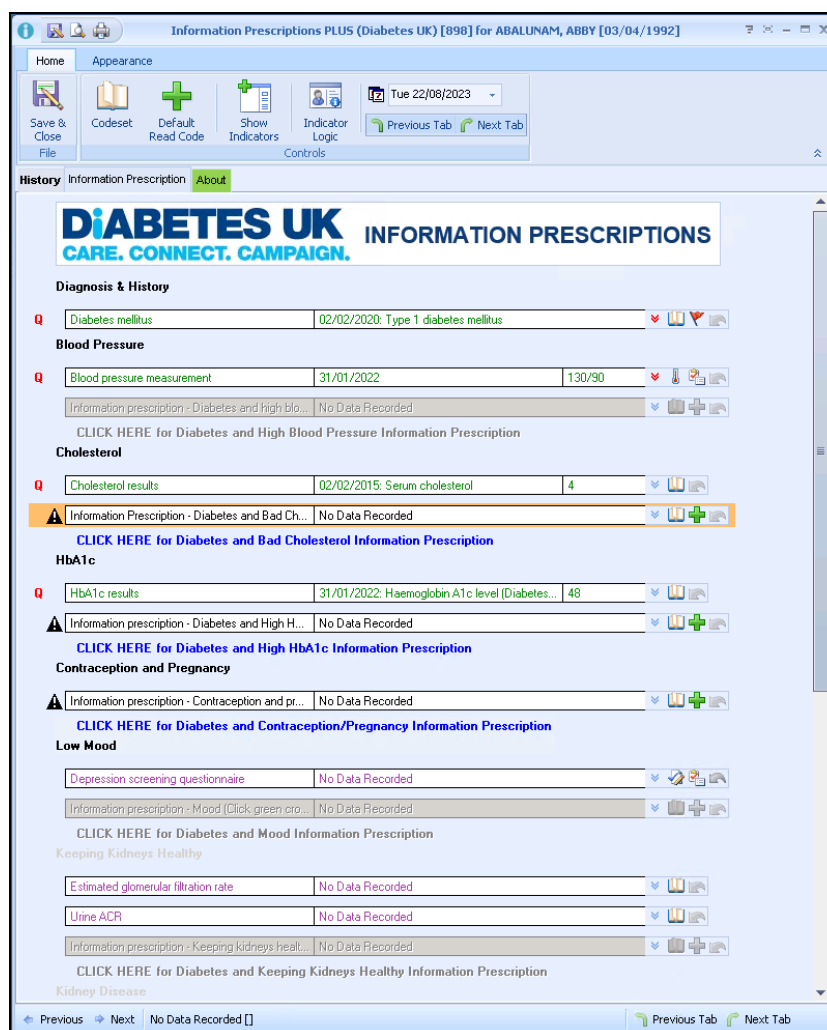 Information Prescriptions PLUS (Diabetes UK) [898] for ABALUNAM, ABBY [03/04/1992]
Home Appearance
Save & Close
Codeset
Default Read Code
Show Indicators
Indicator Logic
Tue 22/08/2023
Previous Tab Next Tab
File Controls
History Information Prescription About
DiABETES UK
CARE. CONNECT. CAMPAIGN.
INFORMATION PRESCRIPTIONS
Diagnosis & History
Q Diabetes mellitus 02/02/2020: Type 1 diabetes mellitus
Blood Pressure
Q Blood pressure measurement 31/01/2022 130/90
Information prescription - Diabetes and high blo... No Data Recorded
CLICK HERE for Diabetes and High Blood Pressure Information Prescription
Cholesterol
Q Cholesterol results 02/02/2015: Serum cholesterol 4
Information Prescription - Diabetes and Bad Ch... No Data Recorded
CLICK HERE for Diabetes and Bad Cholesterol Information Prescription
HbA1c
Q HbA1c results 31/01/2022: Haemoglobin A1c level (Diabetes... 48
Information prescription - Diabetes and High H... No Data Recorded
CLICK HERE for Diabetes and High HbA1c Information Prescription
Contraception and Pregnancy
Information prescription - Contraception and pr... No Data Recorded
CLICK HERE for Diabetes and Contraception/Pregnancy Information Prescription
Low Mood
Depression screening questionnaire No Data Recorded
Information prescription - Mood (Click green cro... No Data Recorded
CLICK HERE for Diabetes and Mood Information Prescription
Keeping Kidneys Healthy
Estimated glomerular filtration rate No Data Recorded
Urine ACR No Data Recorded
Information prescription - Keeping kidneys healt... No Data Recorded
CLICK HERE for Diabetes and Keeping Kidneys Healthy Information Prescription
Kidney Disease
Previous Next No Data Recorded [] Previous Tab Next Tab